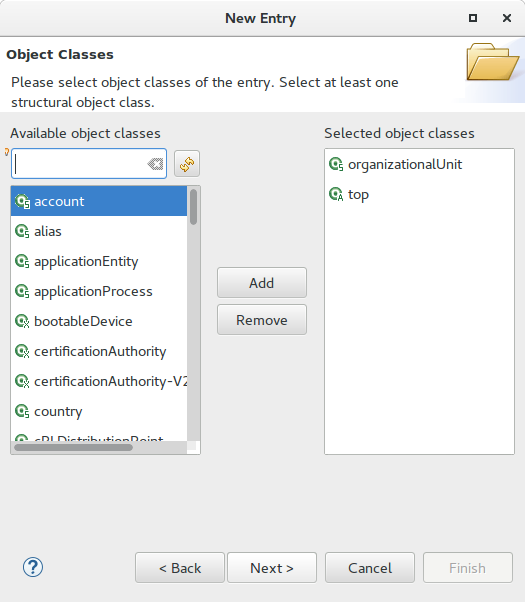 New Entry
Object Classes
Please select object classes of the entry. Select at least one
structural object class.
Available object classes
Selected object classes
account
alias
applicationEntity
applicationProcess
bootableDevice
certificationAuthority
certificationAuthority-V2
country
cRLDistributionPoint
organizationalUnit
top
Add
Remove
< Back
Next >
Cancel
Finish